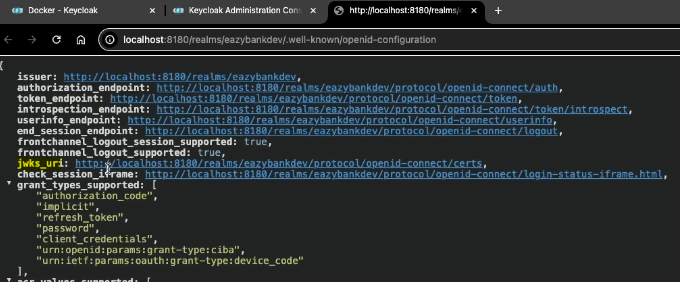 Docker - Keycloak
Keycloak Administration Con
http://localhost:8180/realms/e
localhost:8180/realms/eazybankdev/.well-known/openid-configuration
{
issuer: http://localhost:8180/realms/eazybankdev,
authorization_endpoint: http://localhost:8180/realms/eazybankdev/protocol/openid-connect/auth,
token_endpoint: http://localhost:8180/realms/eazybankdev/protocol/openid-connect/token,
introspection_endpoint: http://localhost:8180/realms/eazybankdev/protocol/openid-connect/token/introspect,
userinfo_endpoint: http://localhost:8180/realms/eazybankdev/protocol/openid-connect/userinfo,
end_session_endpoint: http://localhost:8180/realms/eazybankdev/protocol/openid-connect/logout,
frontchannel_logout_session_supported: true,
frontchannel_logout_supported: true,
jwks_uri: http://localhost:8180/realms/eazybankdev/protocol/openid-connect/certs,
check_session_iframe: http://localhost:8180/realms/eazybankdev/protocol/openid-connect/login-status-iframe.html,
grant_types_supported: [
"authorization_code",
"implicit",
"refresh_token",
"password",
"client_credentials",
"urn:openid:params:grant-type:ciba",
"urn:ietf:params:oauth:grant-type:device_code"
],
acr_values_supported: [